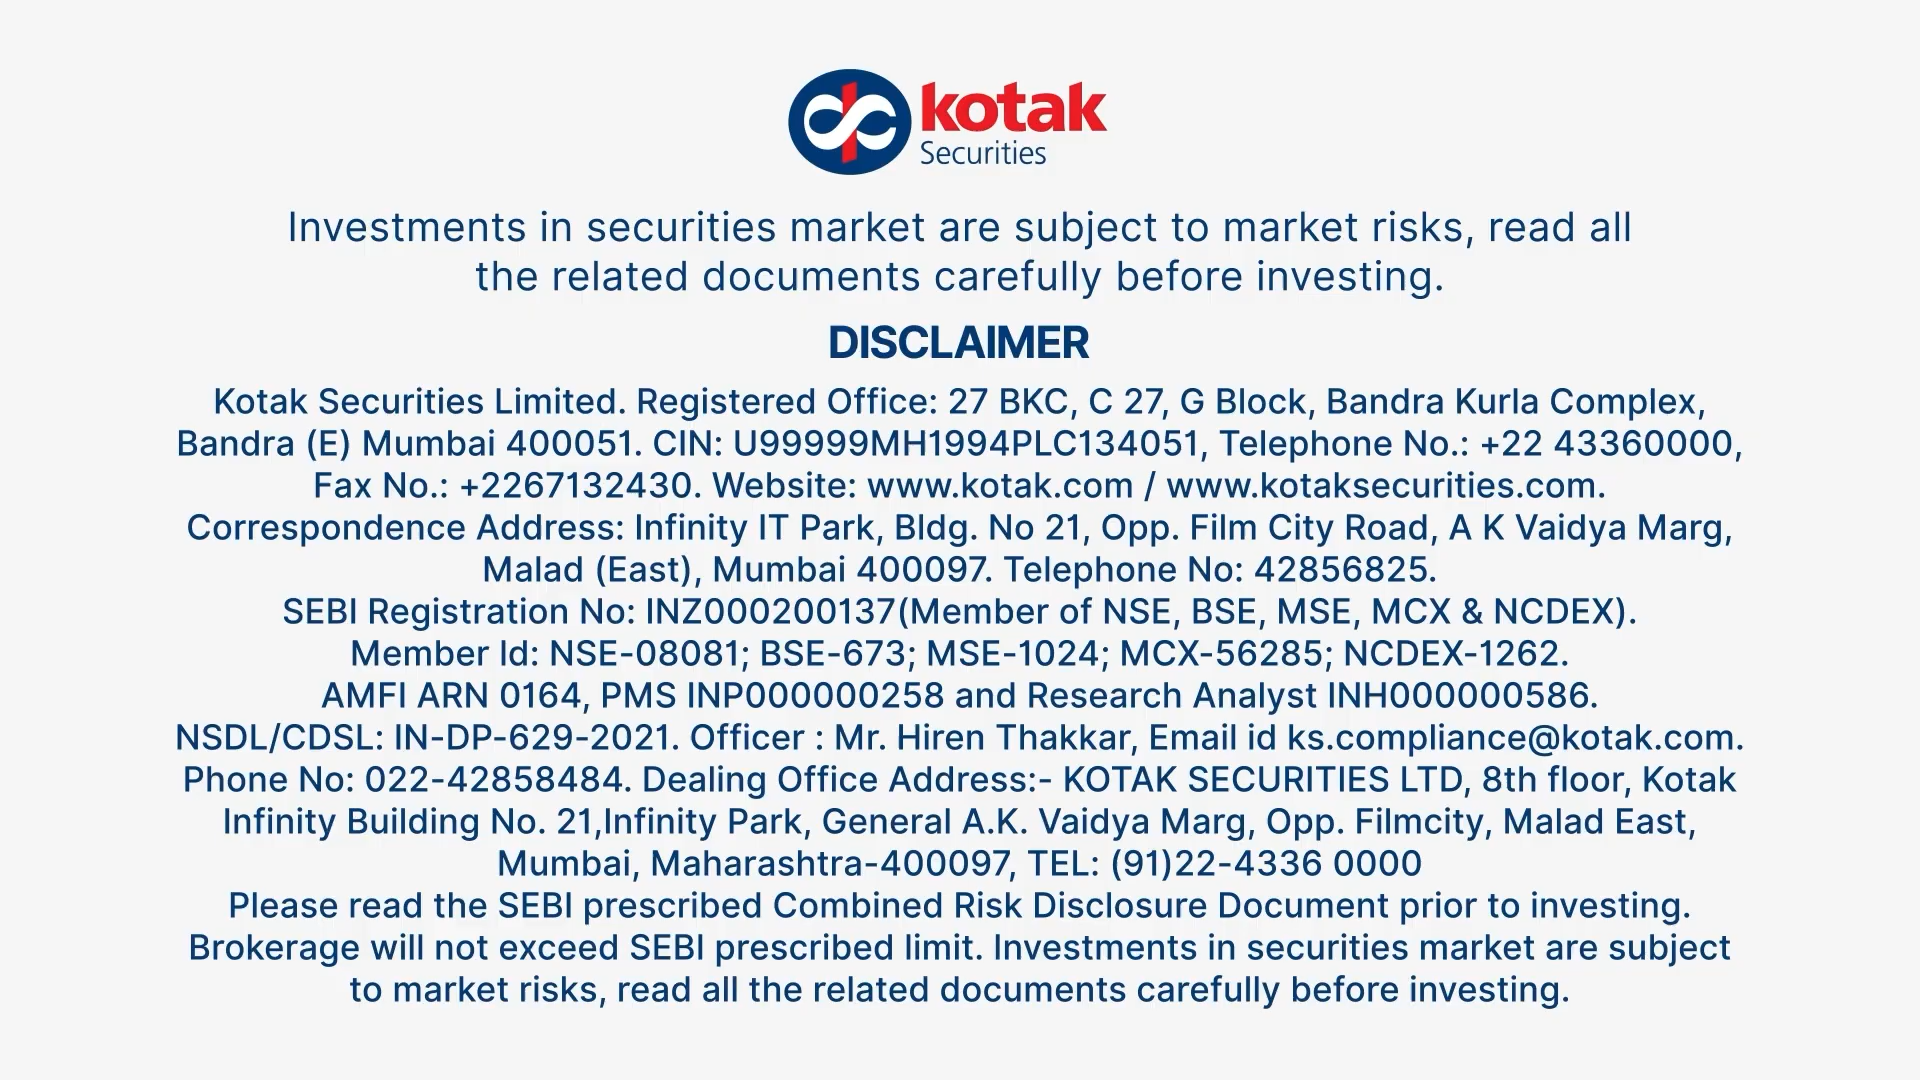 kotak
Securities
Investments in securities market are subject to market risks, read all
the related documents carefully before investing.
DISCLAIMER
Kotak Securities Limited. Registered Office: 27 BKC, C 27, G Block, Bandra Kurla Complex,
Bandra (E) Mumbai 400051. CIN: U99999MH1994PLC134051, Telephone No.: +22 43360000,
Fax No.: +2267132430. Website: www.kotak.com / www.kotaksecurities.com.
Correspondence Address: Infinity IT Park, Bldg. No 21, Opp. Film City Road, A K Vaidya Marg,
Malad (East), Mumbai 400097. Telephone No: 42856825.
SEBI Registration No: INZ000200137(Member of NSE, BSE, MSE, MCX & NCDEX).
Member Id: NSE-08081; BSE-673; MSE-1024; MCX-56285; NCDEX-1262.
AMFI ARN 0164, PMS INP000000258 and Research Analyst INH000000586.
NSDL/CDSL: IN-DP-629-2021. Officer : Mr. Hiren Thakkar, Email id ks.compliance@kotak.com.
Phone No: 022-42858484. Dealing Office Address:- KOTAK SECURITIES LTD, 8th floor, Kotak
Infinity Building No. 21,Infinity Park, General A.K. Vaidya Marg, Opp. Filmcity, Malad East,
Mumbai, Maharashtra-400097, TEL: (91)22-4336 0000
Please read the SEBI prescribed Combined Risk Disclosure Document prior to investing.
Brokerage will not exceed SEBI prescribed limit. Investments in securities market are subject
to market risks, read all the related documents carefully before investing.